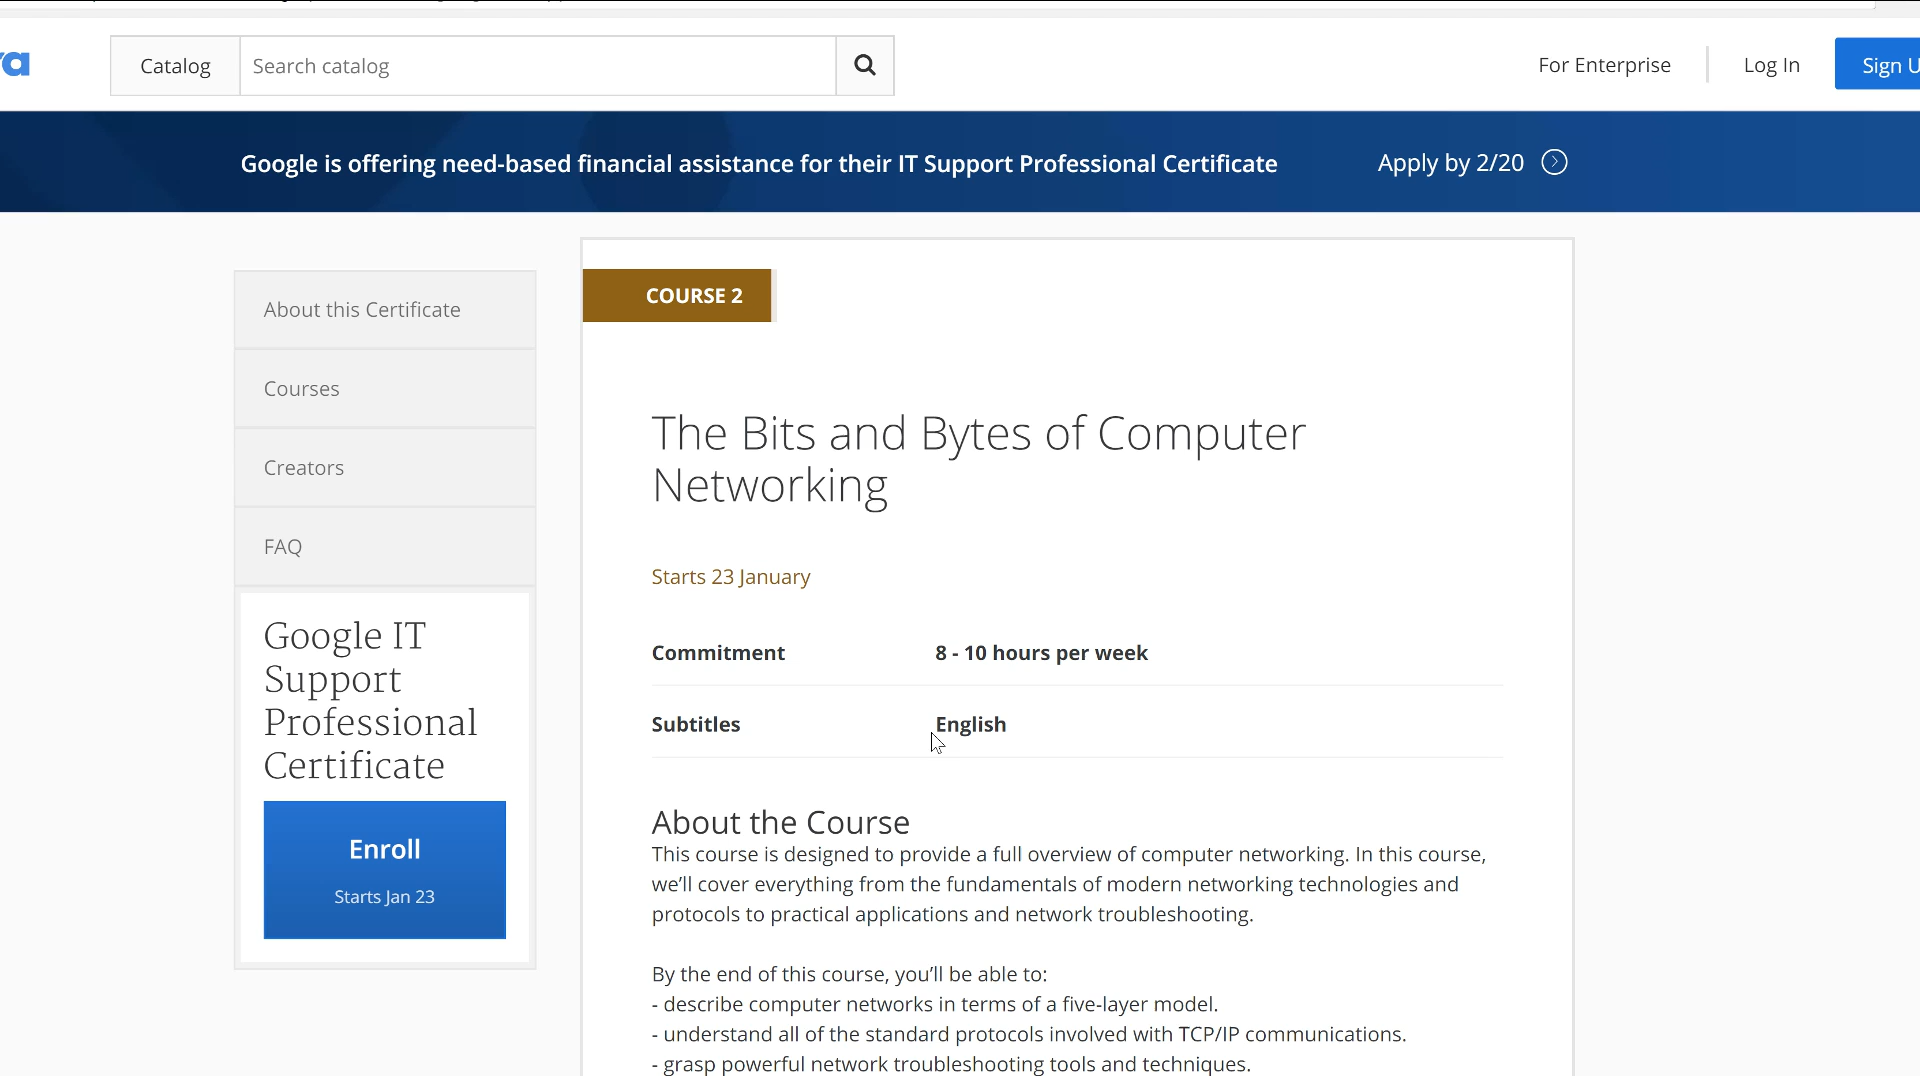 Catalog
Search catalog
For Enterprise
Log In
Sign U
Google is offering need-based financial assistance for their IT Support Professional Certificate
Apply by 2/20
About this Certificate
Courses
Creators
FAQ
Google IT
Support
Professional
Certificate
Enroll
Starts Jan 23
COURSE 2
The Bits and Bytes of Computer
Networking
Starts 23 January
Commitment 8 - 10 hours per week
Subtitles English
About the Course
This course is designed to provide a full overview of computer networking. In this course,
we'll cover everything from the fundamentals of modern networking technologies and
protocols to practical applications and network troubleshooting.
By the end of this course, you'll be able to:
- describe computer networks in terms of a five-layer model.
- understand all of the standard protocols involved with TCP/IP communications.
- grasp powerful network troubleshooting tools and techniques.